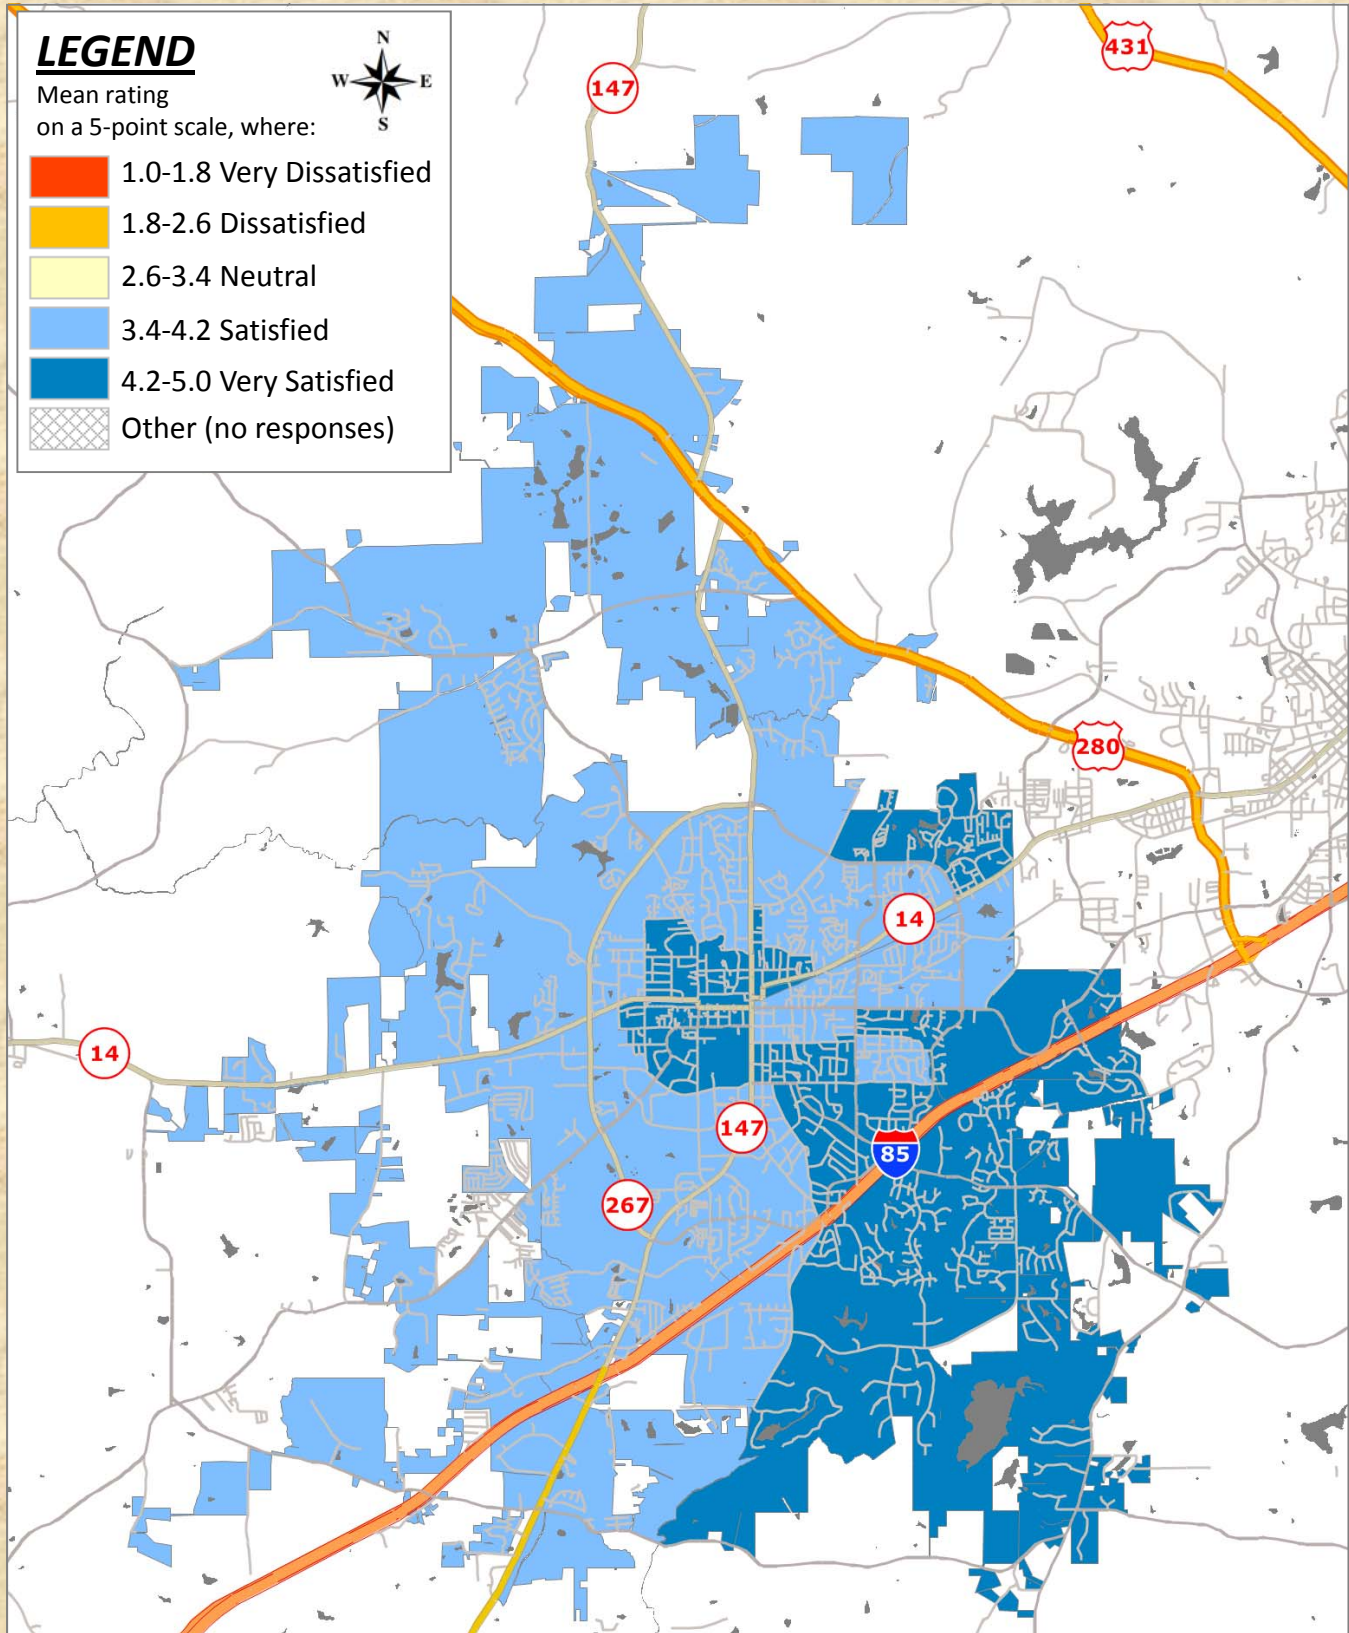 LEGEND
Mean rating
on a 5-point scale, where:
1.0-1.8 Very Dissatisfied
1.8-2.6 Dissatisfied
2.6-3.4 Neutral
3.4-4.2 Satisfied
4.2-5.0 Very Satisfied
Other (no responses)
N
W
E
S
147
431
280
14
14
147
85
267